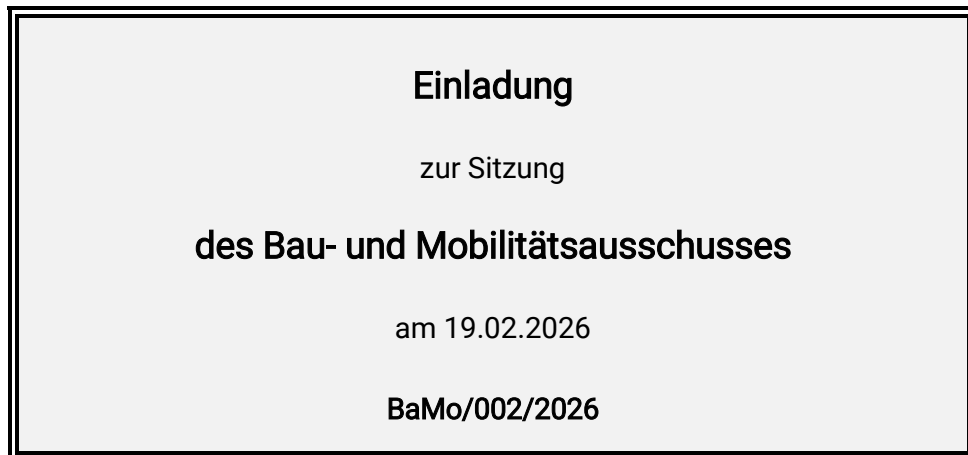 Einladung
zur Sitzung
des Bau- und Mobilitätsausschusses
am 19.02.2026
BaMo/002/2026